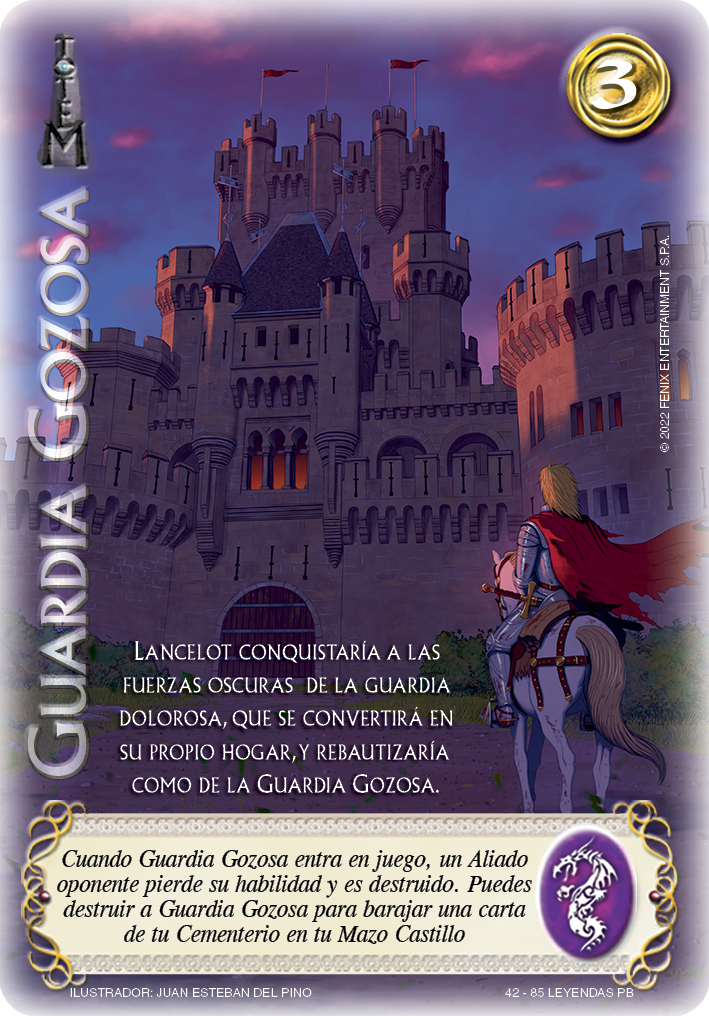 TOTEM
3
GUARDIA GOZOSA
© 2022 FENIX ENTERTAINMENT S.P.A.
LANCELOT CONQUISTARÍA A LAS
FUERZAS OSCURAS DE LA GUARDIA
DOLOROSA, QUE SE CONVERTIRÁ EN
SU PROPIO HOGAR, Y REBAUTIZARÍA
COMO DE LA GUARDIA GOZOSA.
Cuando Guardia Gozosa entra en juego, un Aliado
oponente pierde su habilidad y es destruido. Puedes
destruir a Guardia Gozosa para barajar una carta
de tu Cementerio en tu Mazo Castillo
ILUSTRADOR: JUAN ESTEBAN DEL PINO
42 - 85 LEYENDAS PB